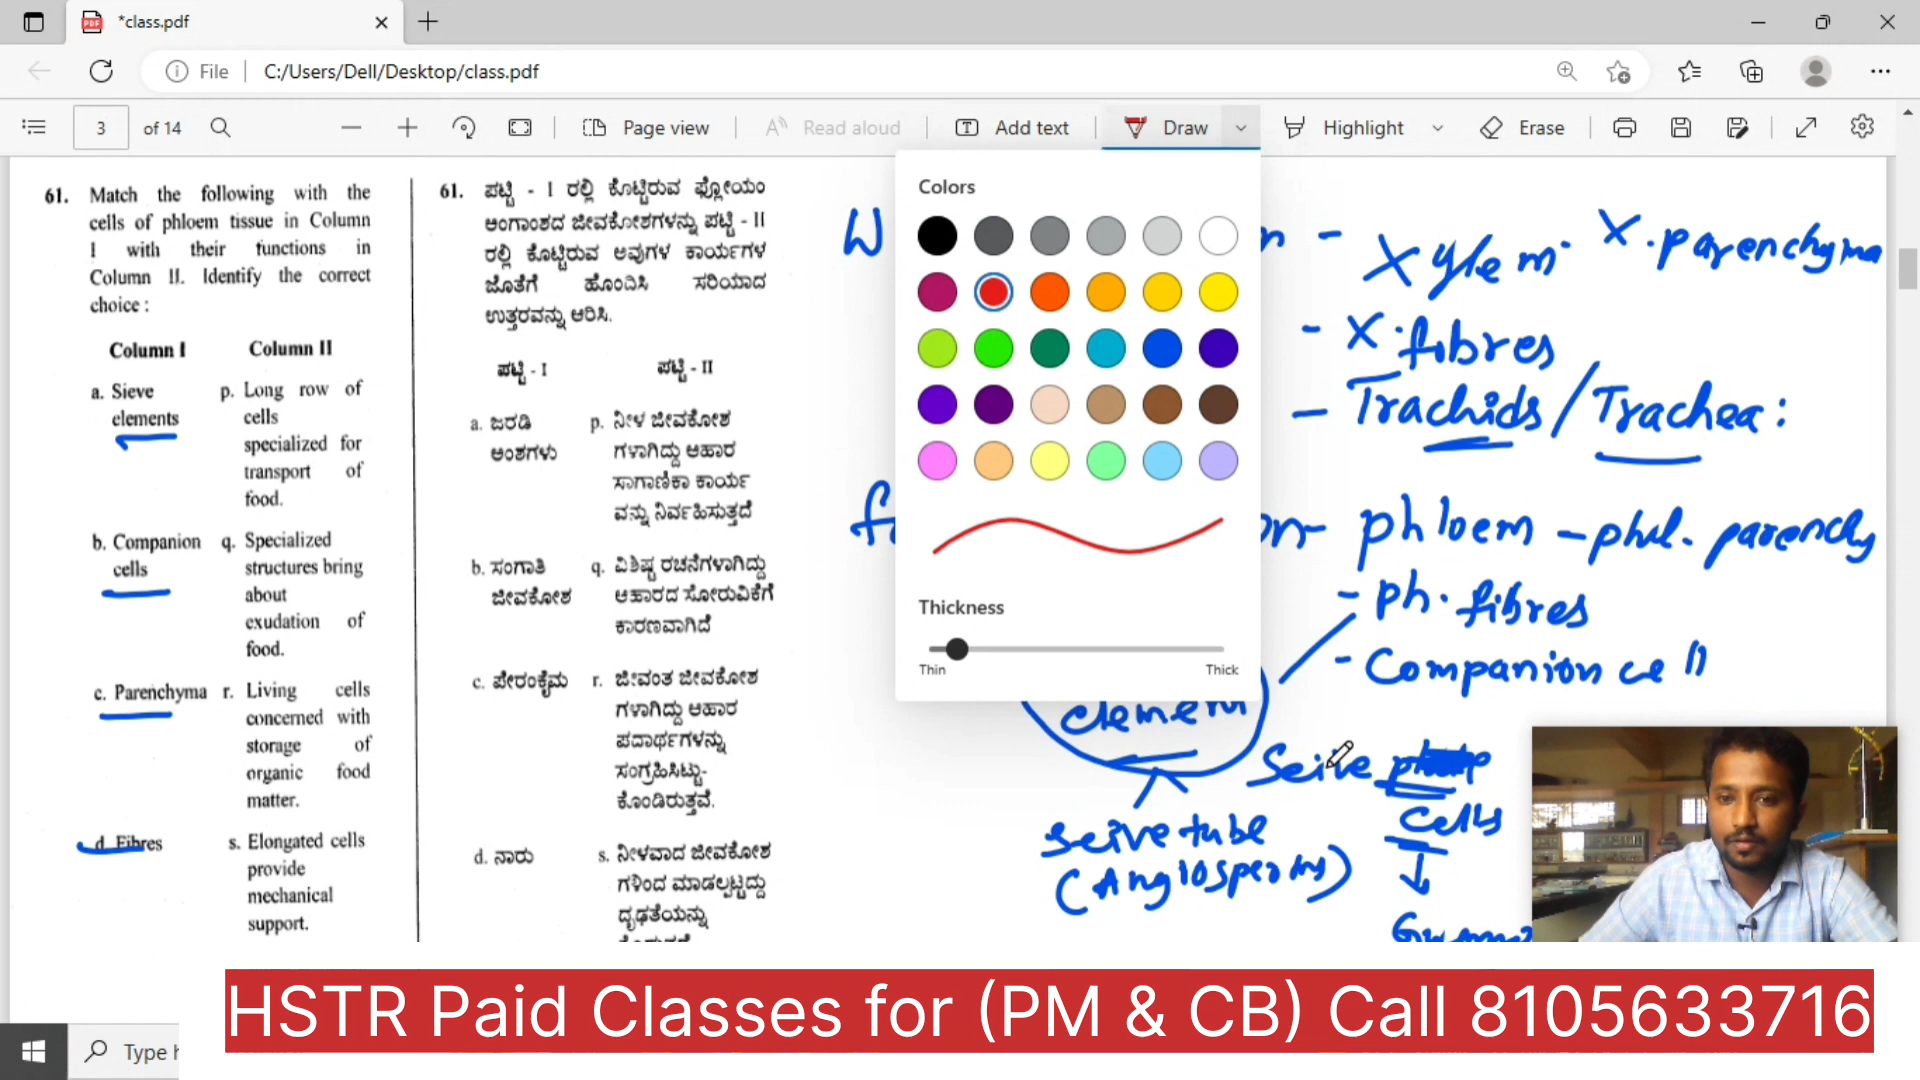 *class.pdf
File
C:/Users/Dell/Desktop/class.pdf
3 of 14
Page view
Read aloud
Add text
Draw
Highlight
Erase
61. Match the following with the
cells of phloem tissue in Column
I with their functions in
Column II. Identify the correct
choice :
Column I Column II
a. Sieve elements
p. Long row of
cells
specialized for
transport of
food.
b. Companion cells
q. Specialized
structures bring
about
exudation of
food.
c. Parenchyma
r. Living cells
concerned with
storage of
organic food
matter.
d. Fibres
s. Elongated cells
provide
mechanical
support.
61. ಪಟ್ಟಿ - I ರಲ್ಲಿ ಕೊಟ್ಟಿರುವ ಫ್ಲೋಯಂ
ಅಂಗಾಂಶದ ಜೀವಕೋಶಗಳನ್ನು ಪಟ್ಟಿ - II
ರಲ್ಲಿ ಕೊಟ್ಟಿರುವ ಅವುಗಳ ಕಾರ್ಯಗಳ
ಜೊತೆಗೆ ಹೊಂದಿಸಿ ಸರಿಯಾದ
ಉತ್ತರವನ್ನು ಆರಿಸಿ.
ಪಟ್ಟಿ - I ಪಟ್ಟಿ - II
a. ಜರಡಿ
ಅಂಶಗಳು
p. ನೀಳ ಜೀವಕೋಶ
ಗಳಾಗಿದ್ದು ಆಹಾರ
ಸಾಗಾಣಿಕಾ ಕಾರ್ಯ
ವನ್ನು ನಿರ್ವಹಿಸುತ್ತದೆ
b. ಸಂಗಾತಿ
ಜೀವಕೋಶ
q. ವಿಶಿಷ್ಟ ರಚನೆಗಳಾಗಿದ್ದು
ಆಹಾರದ ಸೋರುವಿಕೆಗೆ
ಕಾರಣವಾಗಿದೆ
c. ಪೇರಂಕೈಮ
r. ಜೀವಂತ ಜೀವಕೋಶ
ಗಳಾಗಿದ್ದು ಆಹಾರ
ಪದಾರ್ಥಗಳನ್ನು
ಸಂಗ್ರಹಿಸಿಟ್ಟು-
ಕೊಂಡಿರುತ್ತವೆ.
d. ನಾರು
s. ನೀಳವಾದ ಜೀವಕೋಶ
ಗಳಿಂದ ಮಾಡಲ್ಪಟ್ಟದ್ದು
ದೃಢತೆಯನ್ನು
Colors
Thickness
Thin Thick
W
- Xylem. X.parenchyma
- X.fibres
- Trachids / Trachea:
phloem - phl. parenchy
- ph. fibres
- Companion cell
element
Seive
cells
Seive tube
(Angiosperms)
HSTR Paid Classes for (PM & CB) Call 8105633716